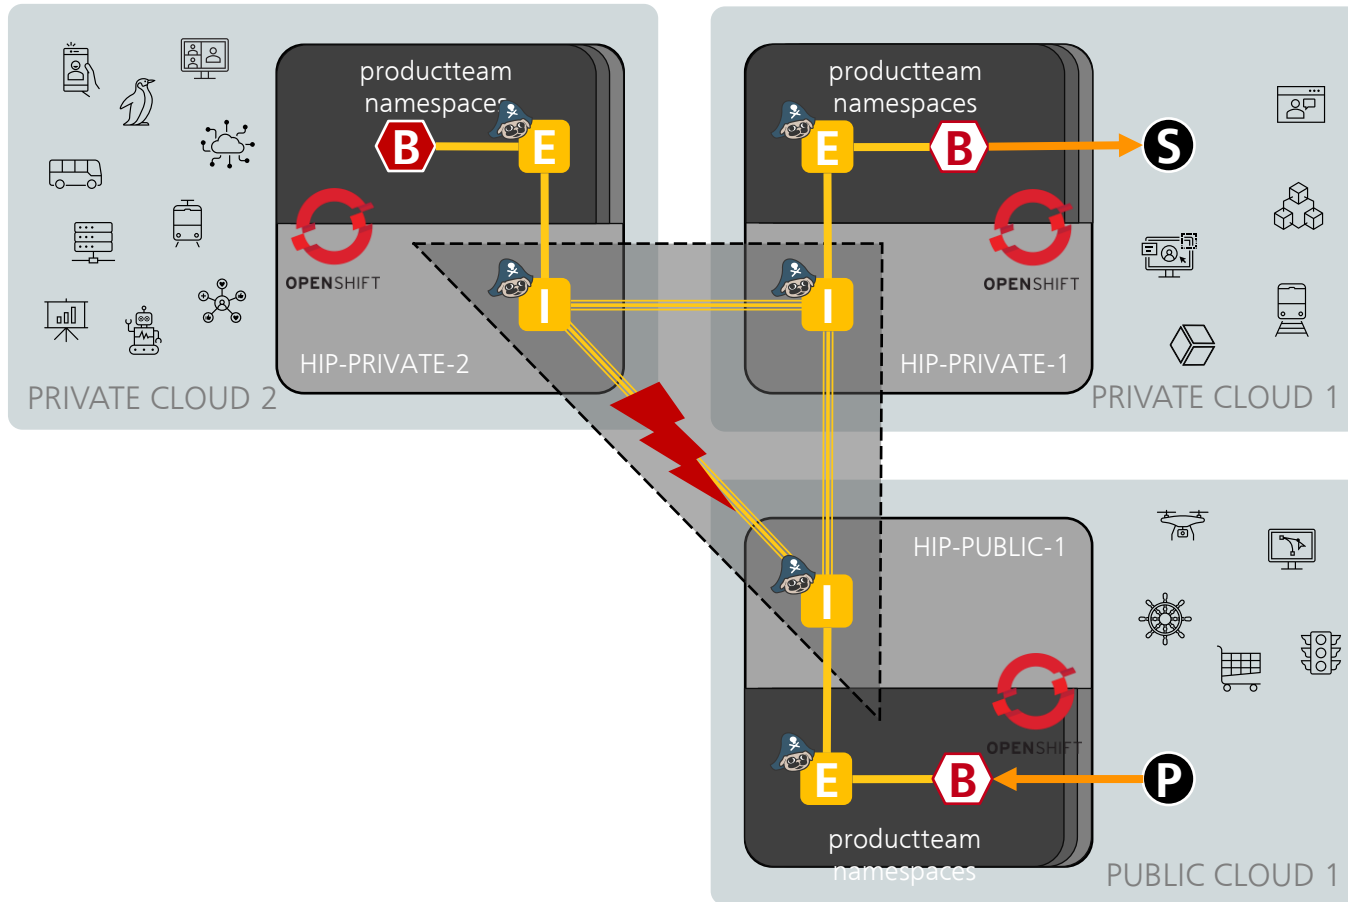 productteam
namespaces
B
E
OPENSHIFT
I
HIP-PRIVATE-2
PRIVATE CLOUD 2
productteam
namespaces
E
B
S
OPENSHIFT
I
HIP-PRIVATE-1
PRIVATE CLOUD 1
HIP-PUBLIC-1
I
OPENSHIFT
E
B
P
productteam
namespaces
PUBLIC CLOUD 1